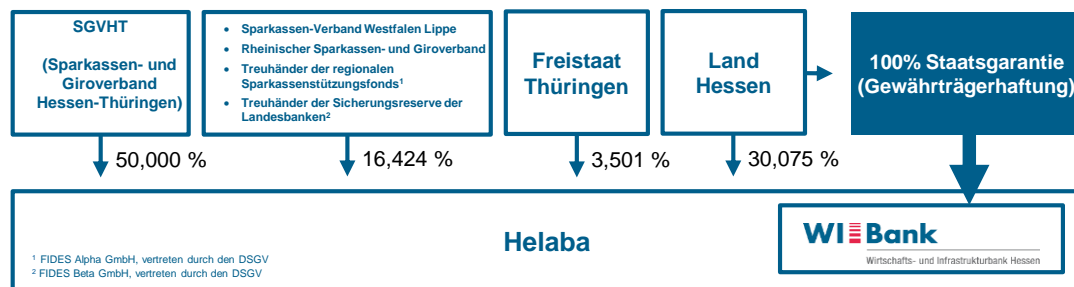 SGVHT
(Sparkassen- und
Giroverband
Hessen-Thüringen)
• Sparkassen-Verband Westfalen Lippe
• Rheinischer Sparkassen- und Giroverband
• Treuhänder der regionalen
Sparkassenstützungsfonds¹
• Treuhänder der Sicherungsreserve der
Landesbanken²
Freistaat
Thüringen
Land
Hessen
100% Staatsgarantie
(Gewährträgerhaftung)
50,000 %
16,424 %
3,501 %
30,075 %
Helaba
WIBank
Wirtschafts- und Infrastrukturbank Hessen
¹ FIDES Alpha GmbH, vertreten durch den DSGV
² FIDES Beta GmbH, vertreten durch den DSGV